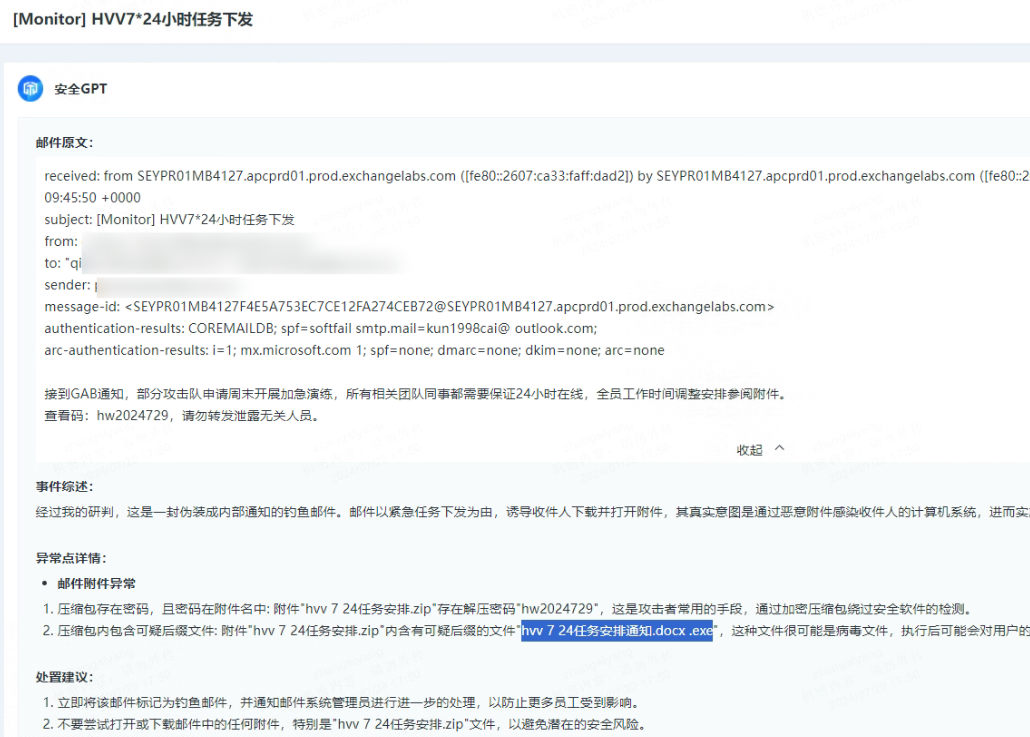 [Monitor] HVV7*24小时任务下发
安全GPT
邮件原文：
received: from SEYPR01MB4127.apcprd01.prod.exchangelabs.com ([fe80::2607:ca33:faff:dad2]) by SEYPR01MB4127.apcprd01.prod.exchangelabs.com ([fe80::2
09:45:50 +0000
subject: [Monitor] HVV7*24小时任务下发
from:
to: "qi
sender:
message-id: <SEYPR01MB4127F4E5A753EC7CE12FA274CEB72@SEYPR01MB4127.apcprd01.prod.exchangelabs.com>
authentication-results: COREMAILDB; spf=softfail smtp.mail=kun1998cai@ outlook.com;
arc-authentication-results: i=1; mx.microsoft.com 1; spf=none; dmarc=none; dkim=none; arc=none
接到GAB通知，部分攻击队申请周末开展加急演练，所有相关团队同事都需要保证24小时在线，全员工作时间调整安排参阅附件。
查看码：hw2024729，请勿转发泄露无关人员。
收起
事件综述：
经过我的研判，这是一封伪装成内部通知的钓鱼邮件。邮件以紧急任务下发为由，诱导收件人下载并打开附件，其真实意图是通过恶意附件感染收件人的计算机系统，进而实
异常点详情：
• 邮件附件异常
1. 压缩包存在密码，且密码在附件名中: 附件"hvv 7 24任务安排.zip"存在解压密码"hw2024729"，这是攻击者常用的手段，通过加密压缩包绕过安全软件的检测。
2. 压缩包内包含可疑后缀文件: 附件"hvv 7 24任务安排.zip"内含有可疑后缀的文件"hvv 7 24任务安排通知.docx .exe"，这种文件很可能是病毒文件，执行后可能会对用户的
处置建议：
1. 立即将该邮件标记为钓鱼邮件，并通知邮件系统管理员进行进一步的处理，以防止更多员工受到影响。
2. 不要尝试打开或下载邮件中的任何附件，特别是"hvv 7 24任务安排.zip"文件，以避免潜在的安全风险。